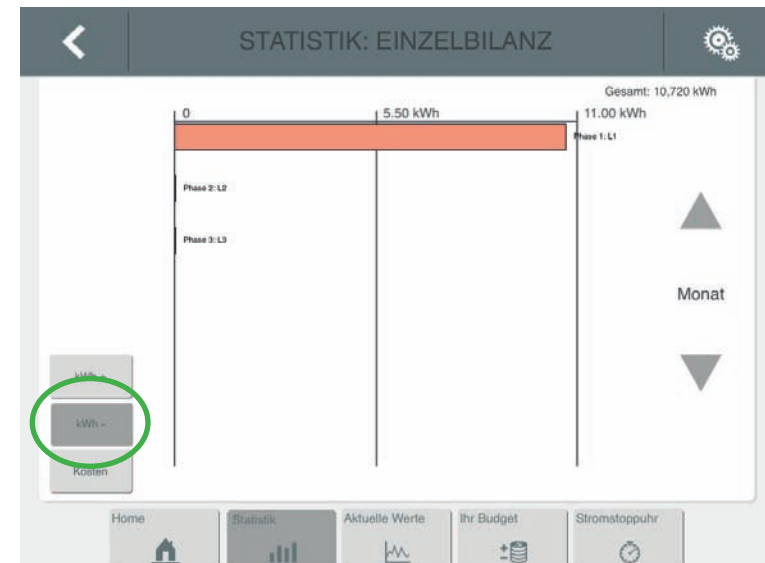 STATISTIK: EINZELBILANZ
Gesamt: 10,720 kWh
0
5.50 kWh
11.00 kWh
Phase 1: L1
Phase 2: L2
Phase 3: L3
Monat
kWh +
kWh -
Kosten
Home
Statistik
Aktuelle Werte
Ihr Budget
Stromstoppuhr